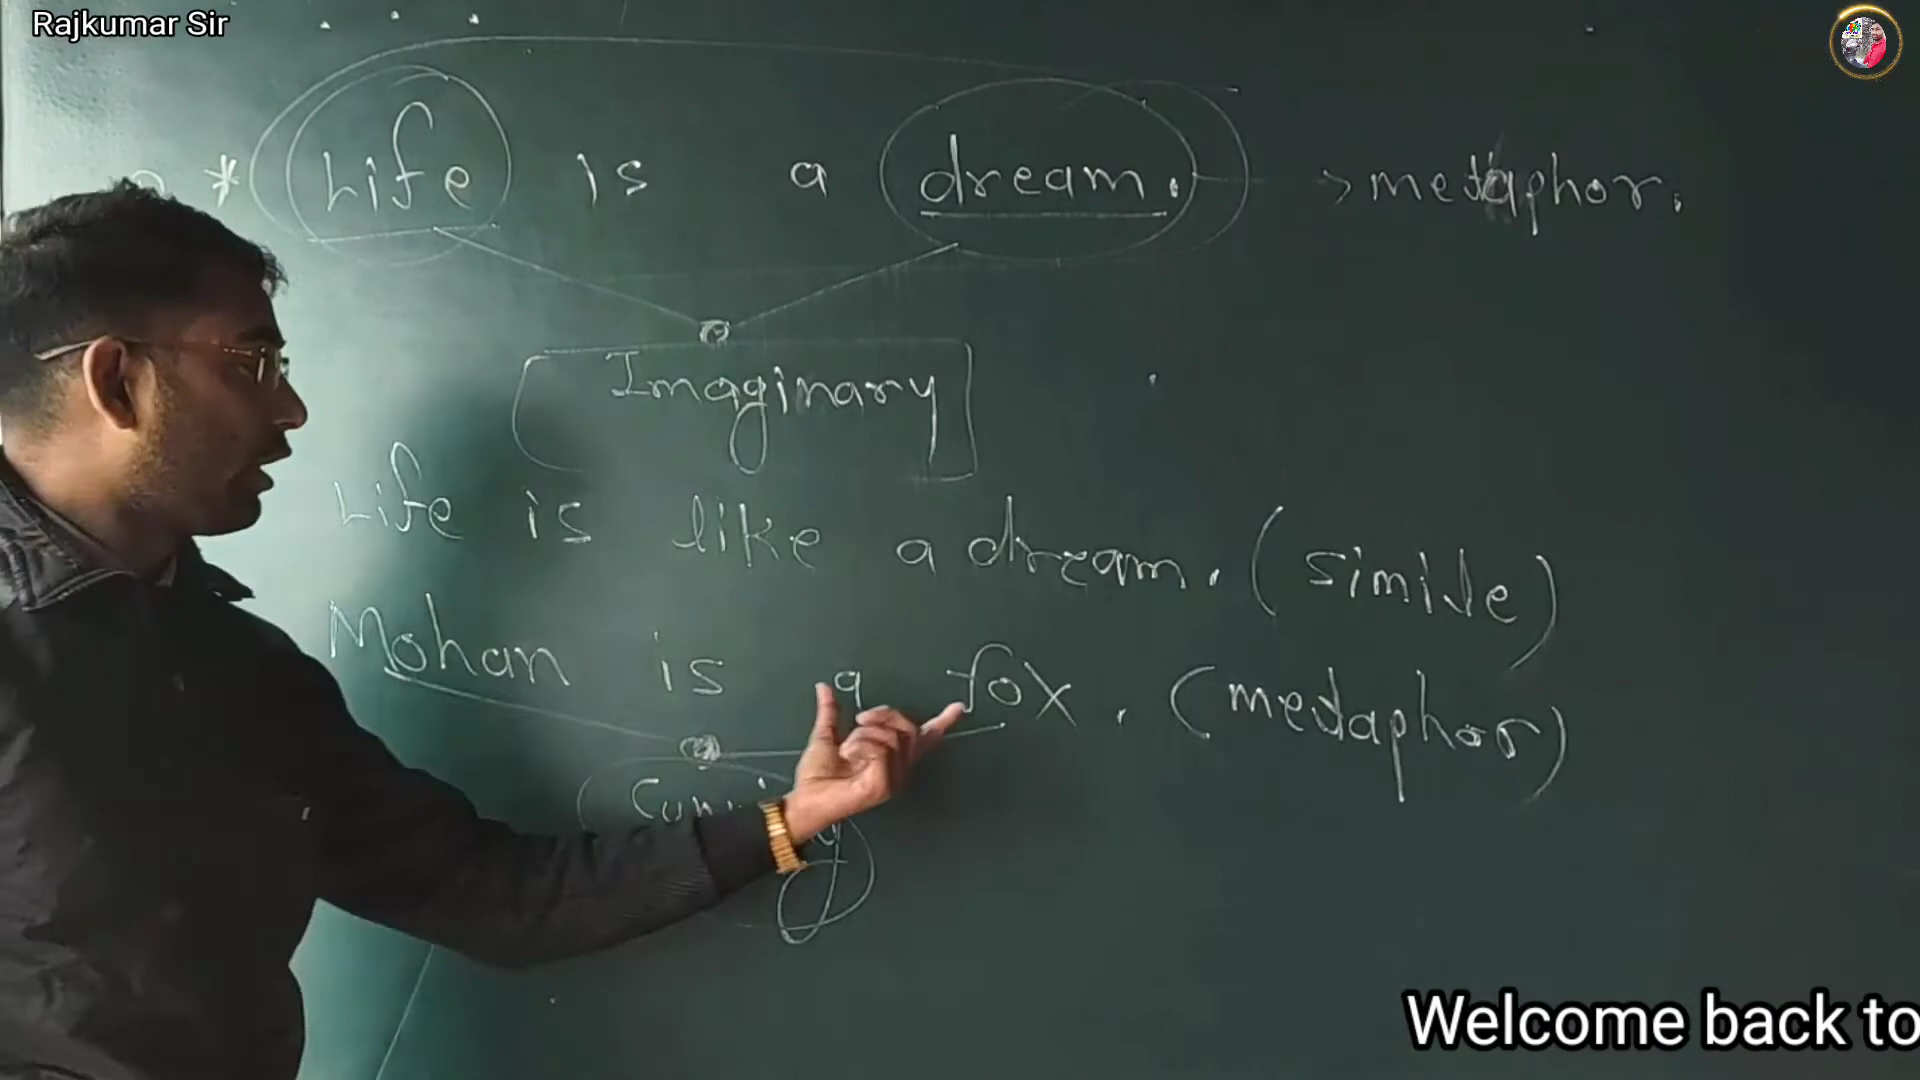 Rajkumar Sir
* Life is a dream. > metaphor.
Imaginary
Life is like a dream. (simile)
Mohan is a fox. (metaphor)
Welcome back to